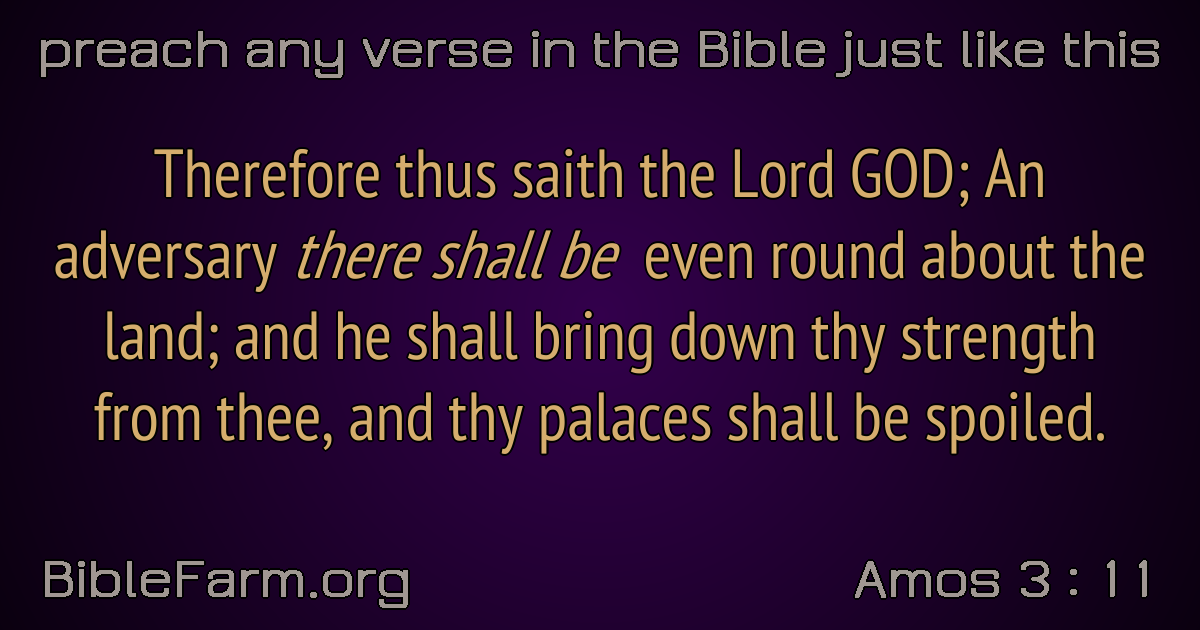 preach any verse in the Bible just like this
Therefore thus saith the Lord GOD; An
adversary there shall be even round about the
land; and he shall bring down thy strength
from thee, and thy palaces shall be spoiled.
BibleFarm.org
Amos 3 : 11